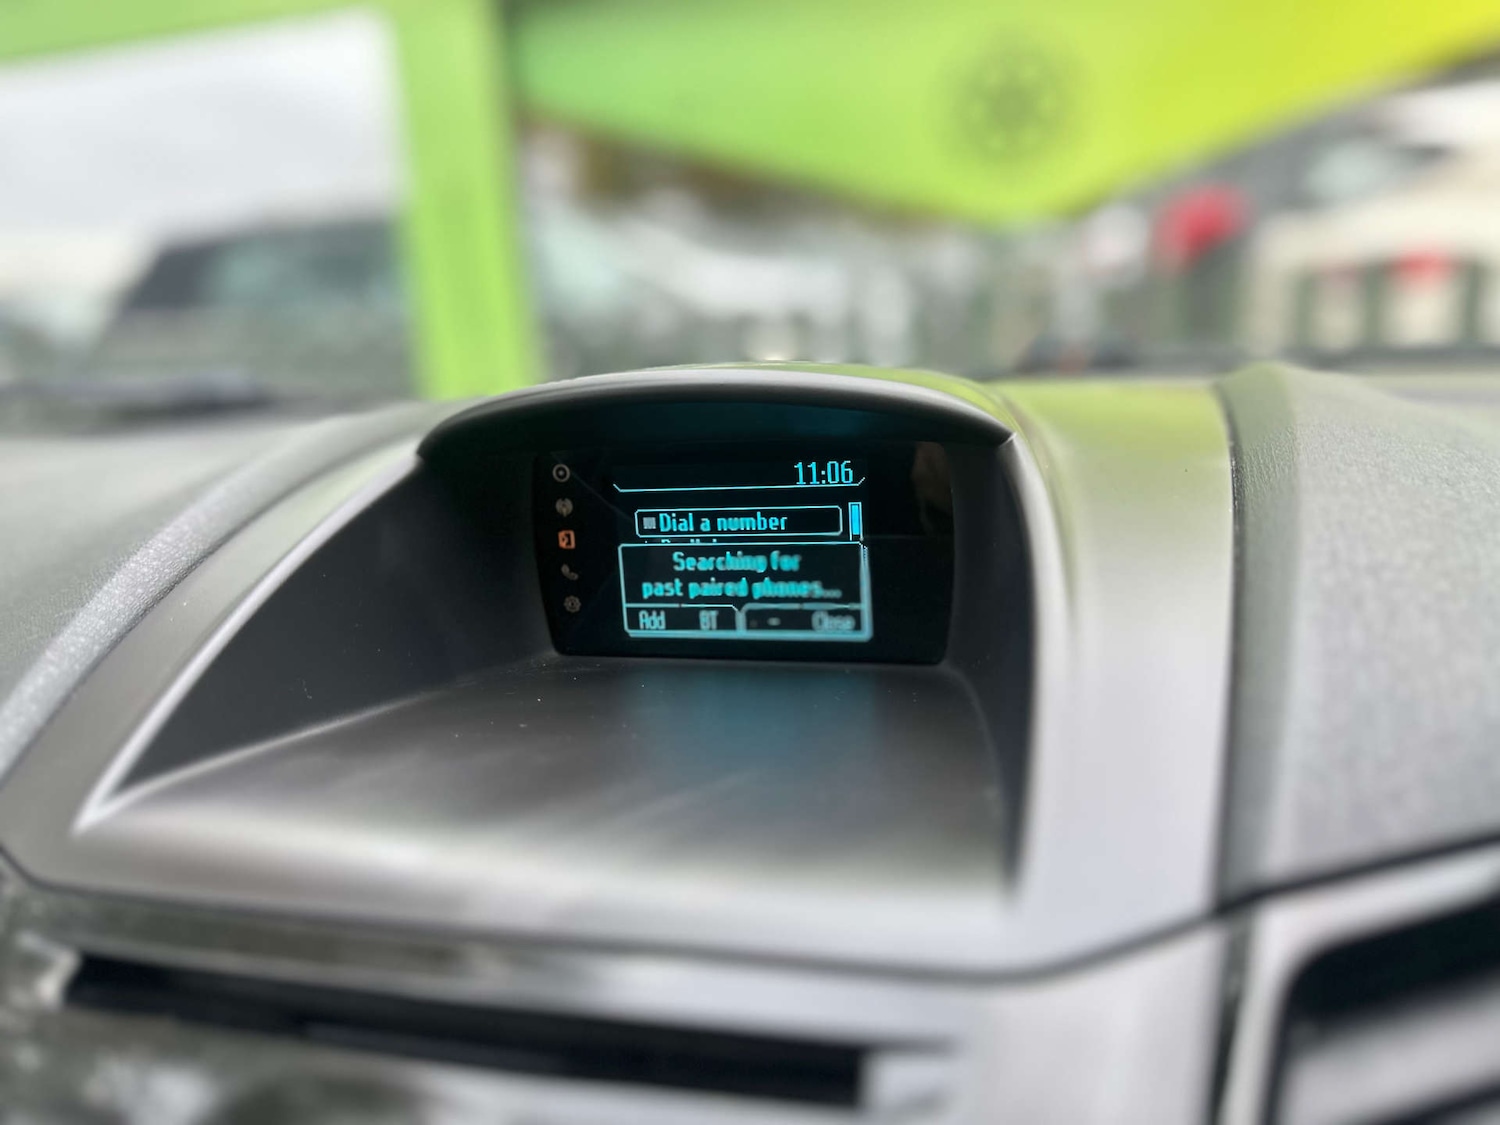 11:06
Dial a number
Searching for
past paired phones...
Add BT - Close